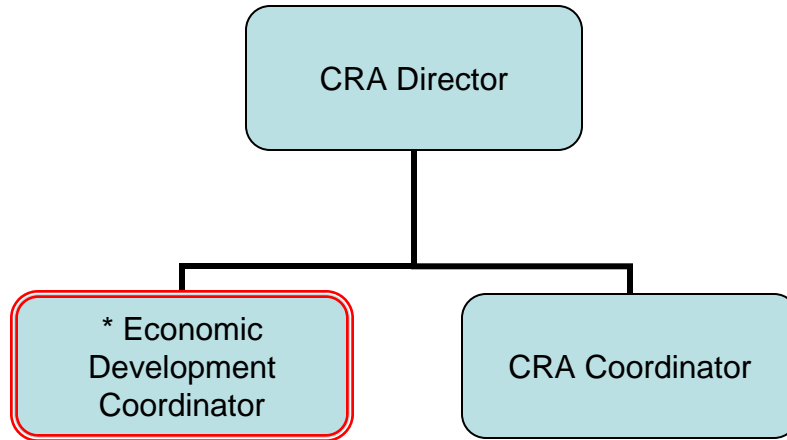 CRA Director
* Economic
Development
Coordinator
CRA Coordinator